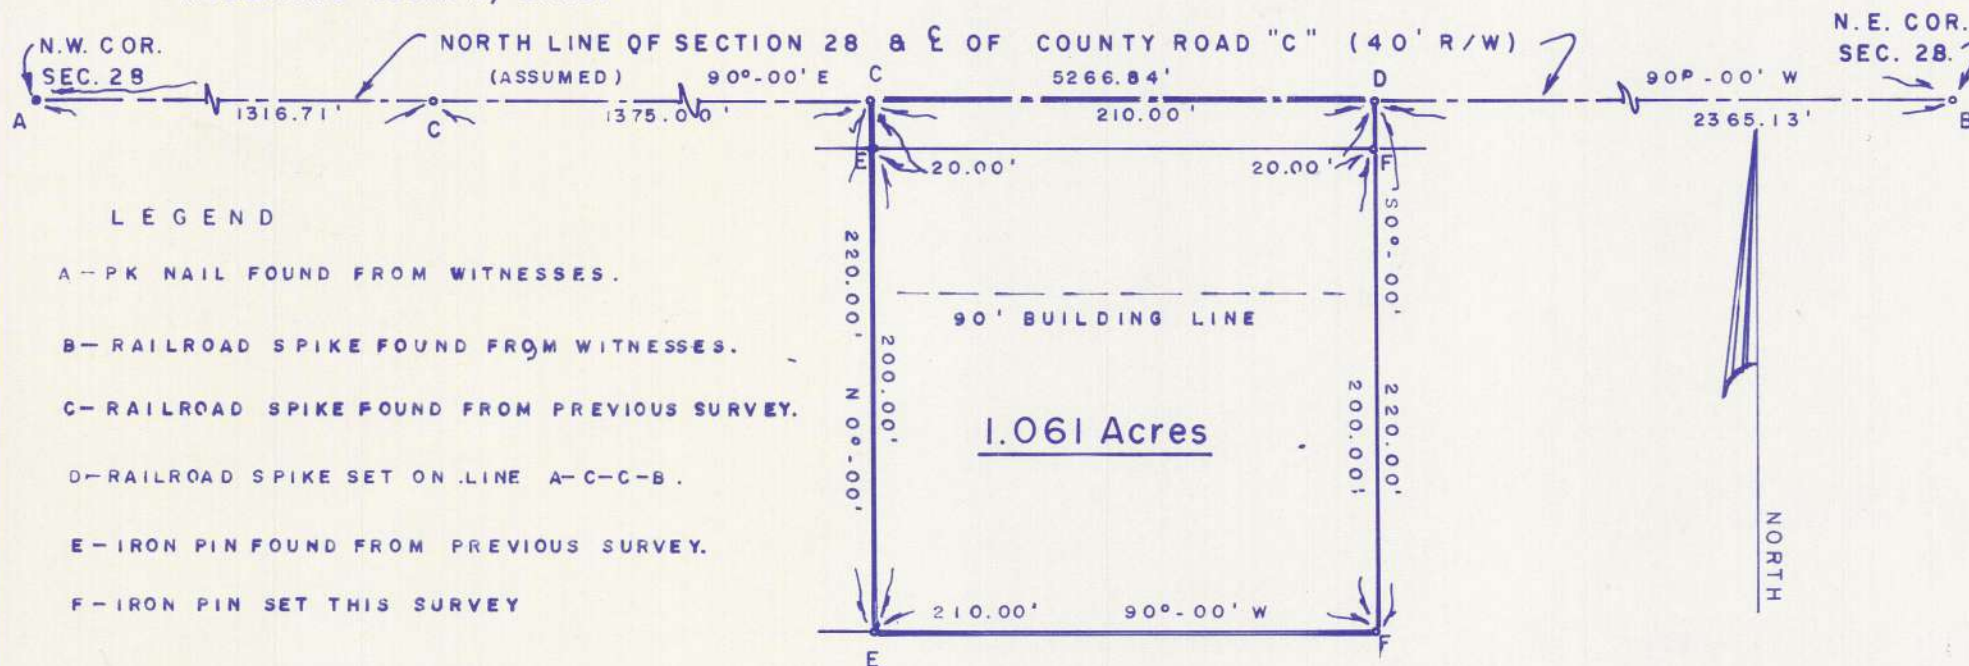 N.W. COR.
SEC. 28
NORTH LINE OF SECTION 28 & ℄ OF COUNTY ROAD "C" (40' R/W)
N.E. COR.
SEC. 28.
(ASSUMED) 90°-00' E
C
5266.84'
D
90°-00' W
A
1316.71'
C
1375.00'
210.00'
2365.13'
B
E
20.00'
20.00'
F
LEGEND
A - PK NAIL FOUND FROM WITNESSES.
B - RAILROAD SPIKE FOUND FROM WITNESSES.
C - RAILROAD SPIKE FOUND FROM PREVIOUS SURVEY.
D - RAILROAD SPIKE SET ON LINE A-C-C-B.
E - IRON PIN FOUND FROM PREVIOUS SURVEY.
F - IRON PIN SET THIS SURVEY
220.00' N 0°-00'
200.00'
90' BUILDING LINE
1.061 Acres
S0°-00' 220.00'
200.00'
210.00' 90°-00' W
E
F
NORTH